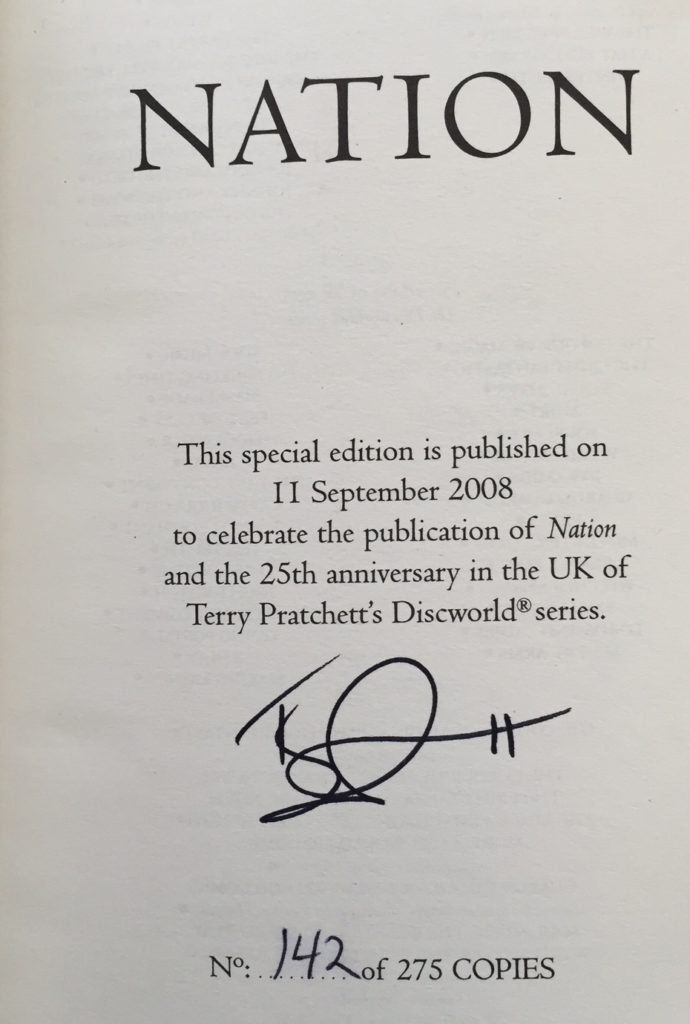 NATION
This special edition is published on
11 September 2008
to celebrate the publication of Nation
and the 25th anniversary in the UK of
Terry Pratchett's Discworld® series.
Nº: 142 of 275 COPIES